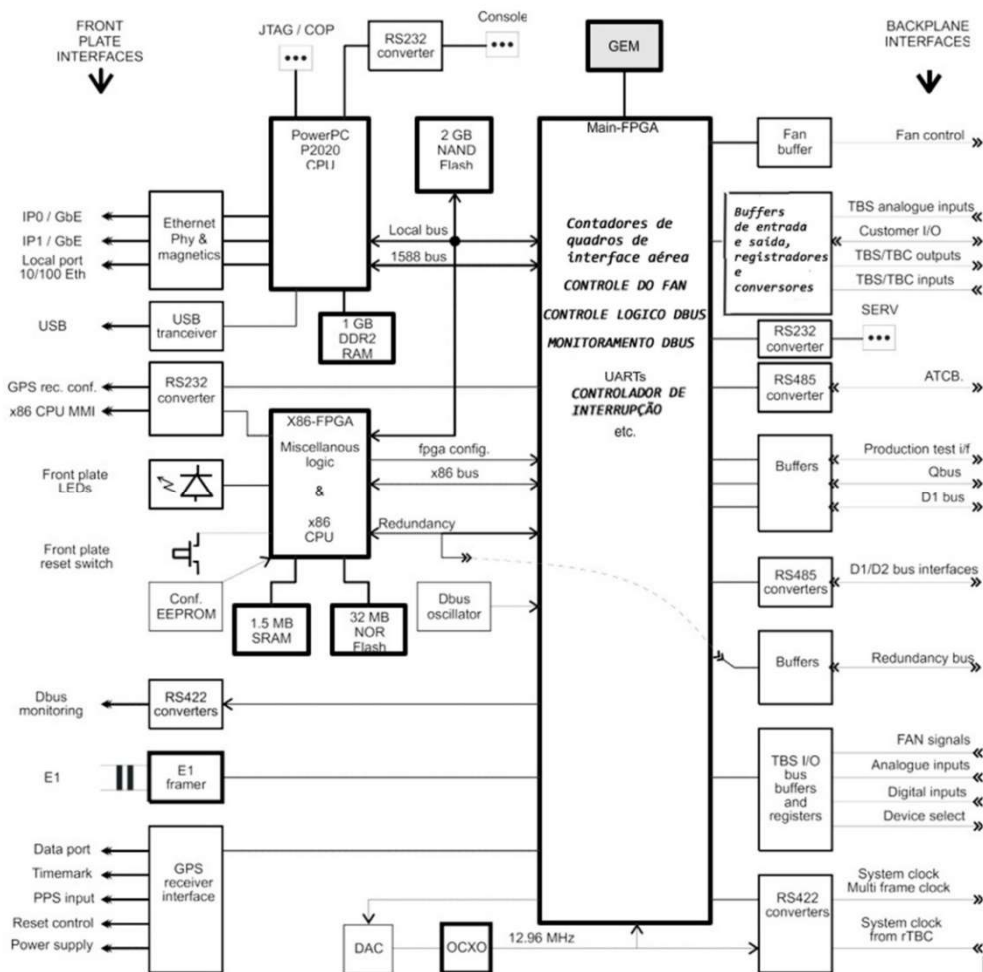 FRONT
PLATE
INTERFACES
JTAG / COP
RS232
converter
Console
GEM
BACKPLANE
INTERFACES
PowerPC
P2020
CPU
2 GB
NAND
Flash
Main-FPGA
Fan
buffer
Fan control
IP0 / GbE
IP1 / GbE
Local port
10/100 Eth
Ethernet
Phy &
magnetics
Local bus
1588 bus
Contadores de
quadros de
interface aérea
CONTROLE DO FAN
CONTROLE LOGICO DBUS
MONITORAMENTO DBUS
UARTs
CONTROLADOR DE
INTERRUPÇÃO
etc.
Buffers
de entrada
e saída,
registradores
e
conversores
TBS analogue inputs
Customer I/O
TBS/TBC outputs
TBS/TBC inputs
USB
USB
tranceiver
1 GB
DDR2
RAM
RS232
converter
SERV
GPS rec. conf.
x86 CPU MMI
RS232
converter
RS485
converter
ATCB.
X86-FPGA
Miscellanous
logic
&
x86
CPU
fpga config.
x86 bus
Redundancy
Front plate
LEDs
Buffers
Production test i/f
Qbus
D1 bus
Front plate
reset switch
Conf.
EEPROM
1.5 MB
SRAM
32 MB
NOR
Flash
Dbus
oscillator
RS485
converters
D1/D2 bus interfaces
Buffers
Redundancy bus
Dbus
monitoring
RS422
converters
E1
E1
framer
TBS I/O
bus
buffers
and
registers
FAN signals
Analogue inputs
Digital inputs
Device select
Data port
Timemark
PPS input
Reset control
Power supply
GPS
receiver
interface
DAC
OCXO
12.96 MHz
RS422
converters
System clock
Multi frame clock
System clock
from rTBC